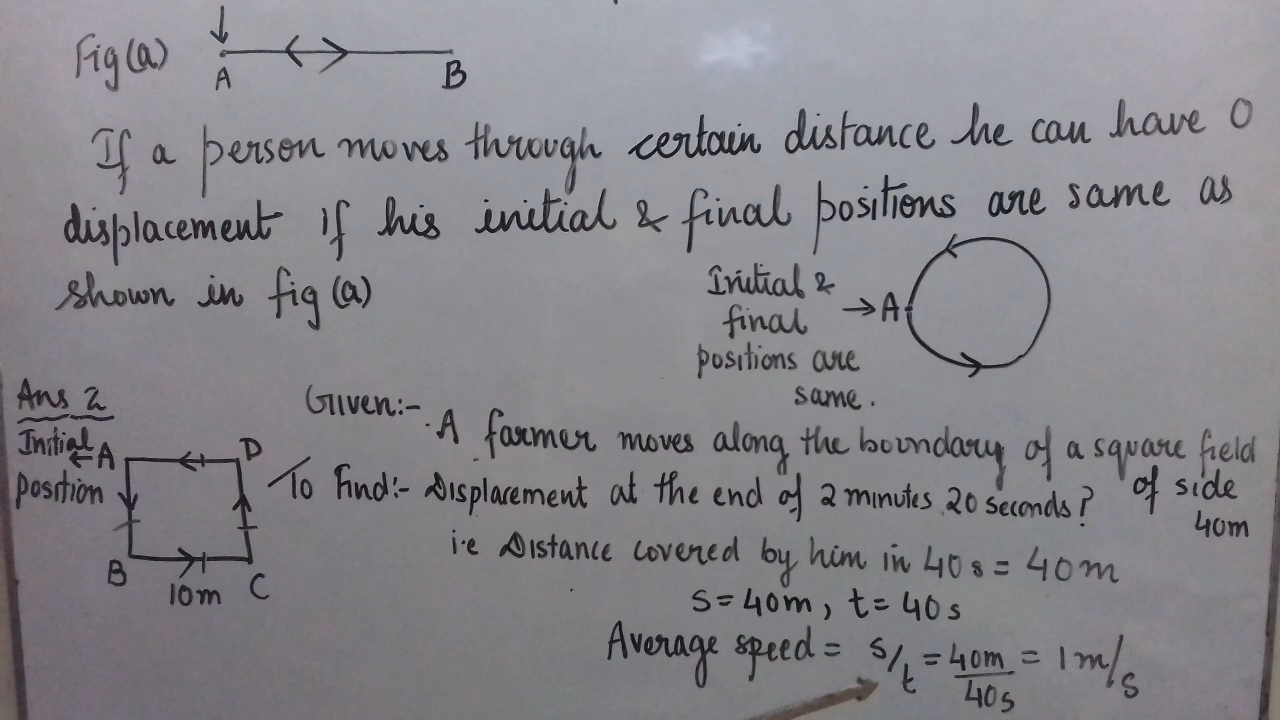 Fig(a)
A B
If a person moves through certain distance he can have 0
displacement if his initial & final positions are same as
shown in fig (a)
Initial &
final → A
positions are
same.
Ans 2
Given:- A farmer moves along the boundary of a square field
of side
40m
Initial A D
position
To Find:- Displacement at the end of 2 minutes 20 seconds?
B 10m C
i.e Distance covered by him in 40s = 40m
s = 40m, t = 40s
Average speed = s/t = 40m/40s = 1m/s